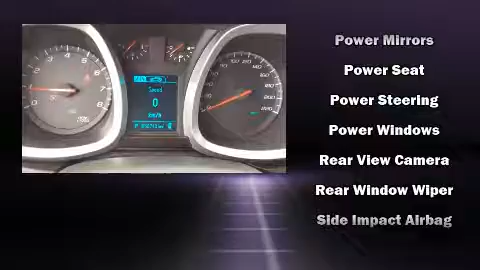 Speed
0
km/h
Power Mirrors
Power Seat
Power Steering
Power Windows
Rear View Camera
Rear Window Wiper
Side Impact Airbag